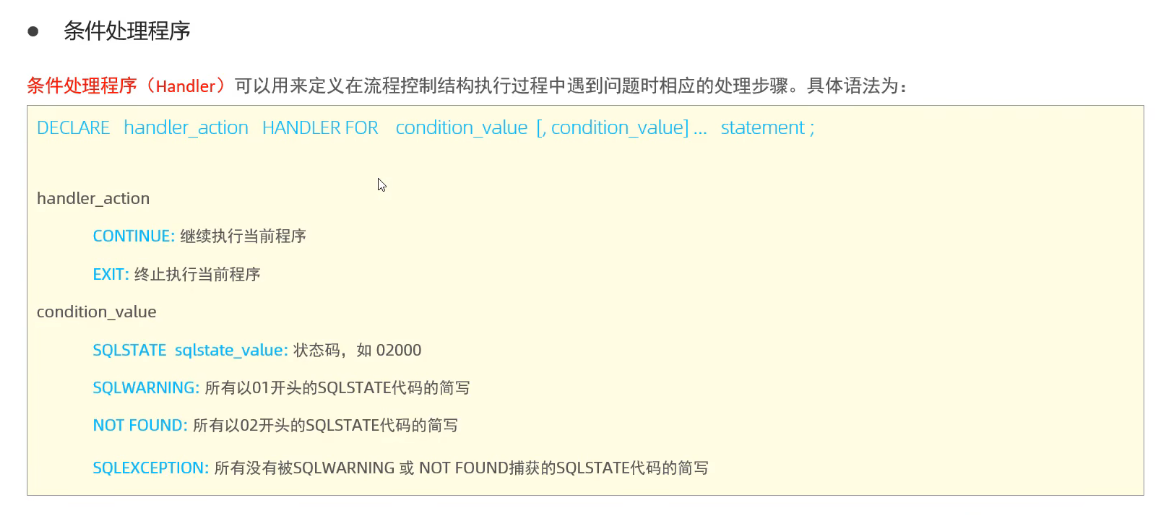 条件处理程序
条件处理程序（Handler）可以用来定义在流程控制结构执行过程中遇到问题时相应的处理步骤。具体语法为：
DECLARE handler_action HANDLER FOR condition_value [, condition_value] ... statement ;
handler_action
CONTINUE: 继续执行当前程序
EXIT: 终止执行当前程序
condition_value
SQLSTATE sqlstate_value: 状态码，如 02000
SQLWARNING: 所有以01开头的SQLSTATE代码的简写
NOT FOUND: 所有以02开头的SQLSTATE代码的简写
SQLEXCEPTION: 所有没有被SQLWARNING 或 NOT FOUND捕获的SQLSTATE代码的简写